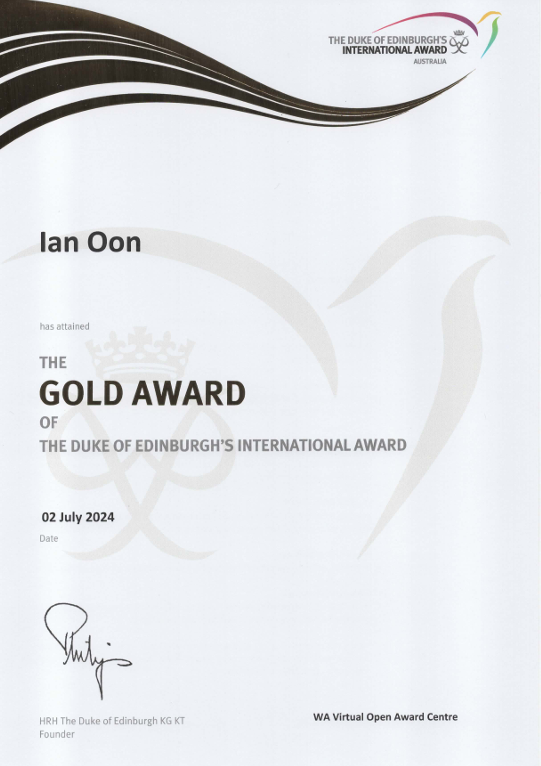 THE DUKE OF EDINBURGH'S
INTERNATIONAL AWARD
AUSTRALIA
Ian Oon
has attained
THE
GOLD AWARD
OF
THE DUKE OF EDINBURGH'S INTERNATIONAL AWARD
02 July 2024
Date
Philip
HRH The Duke of Edinburgh KG KT
Founder
WA Virtual Open Award Centre